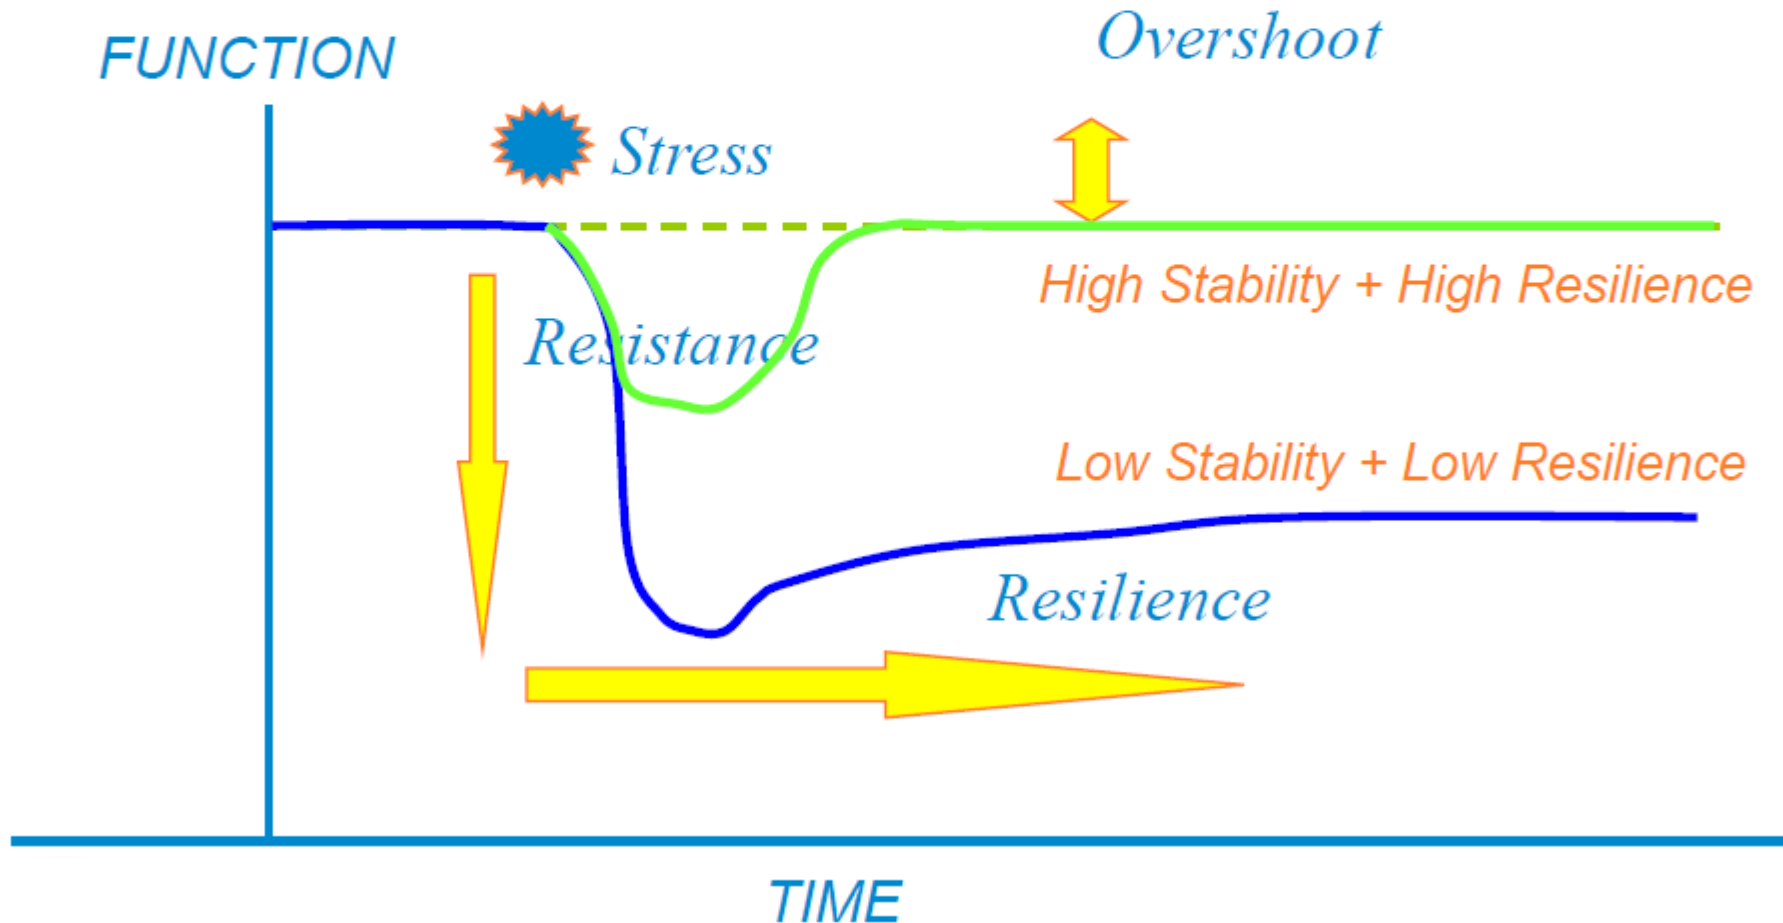 Overshoot
FUNCTION
Stress
High Stability + High Resilience
Resistance
Low Stability + Low Resilience
Resilience
TIME